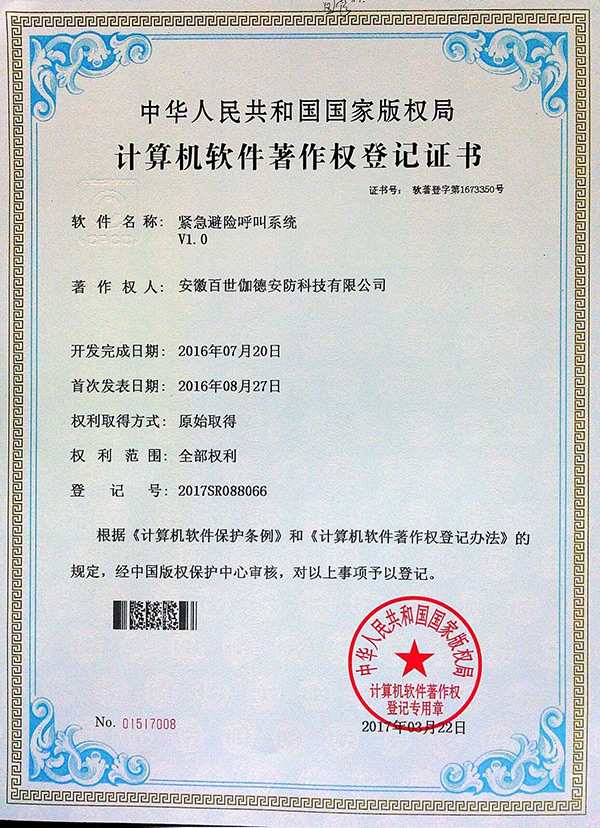 中华人民共和国国家版权局
计算机软件著作权登记证书
证书号： 软著登字第1673350号
软件名称： 紧急避险呼叫系统
V1.0
著作权人： 安徽百世伽德安防科技有限公司
开发完成日期： 2016年07月20日
首次发表日期： 2016年08月27日
权利取得方式： 原始取得
权利范围： 全部权利
登记号： 2017SR088066
根据《计算机软件保护条例》和《计算机软件著作权登记办法》的
规定，经中国版权保护中心审核，对以上事项予以登记。
中华人民共和国国家版权局
计算机软件著作权
登记专用章
No. 01517008
2017年03月22日